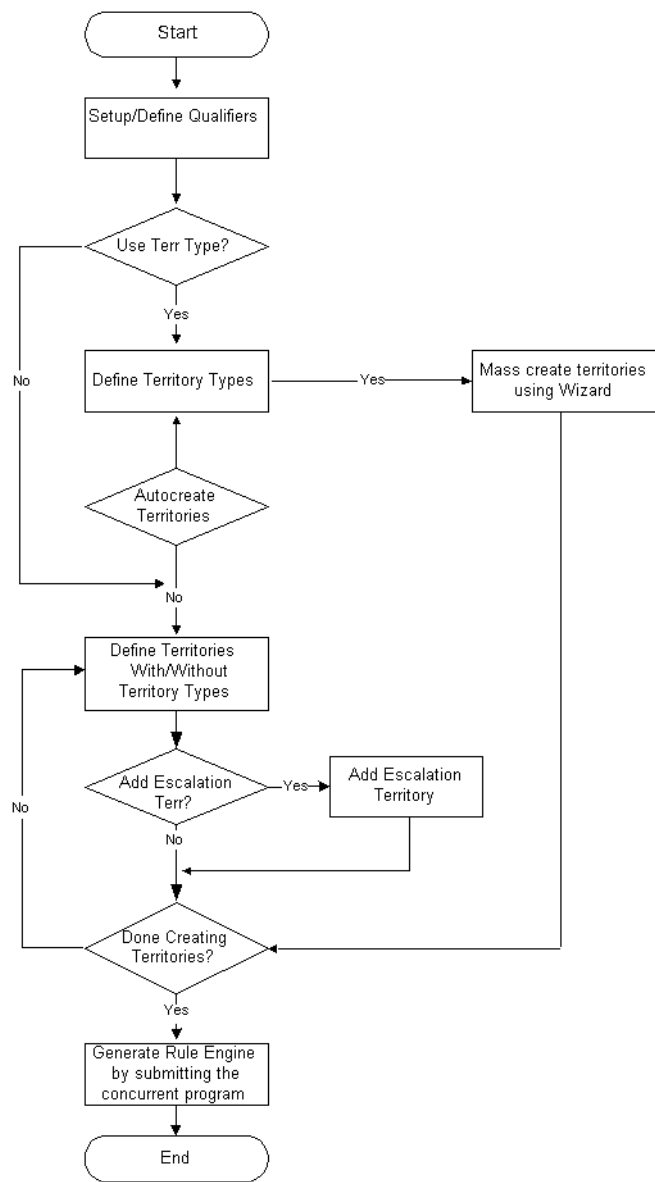 Start
Setup/Define Qualifiers
Use Terr Type?
Yes
No
Define Territory Types
Yes
Mass create territories
using Wizard
Autocreate
Territories
No
Define Territories
With/Without
Territory Types
No
Add Escalation
Terr?
Yes
Add Escalation
Territory
No
Done Creating
Territories?
Yes
Generate Rule Engine
by submitting the
concurrent program
End